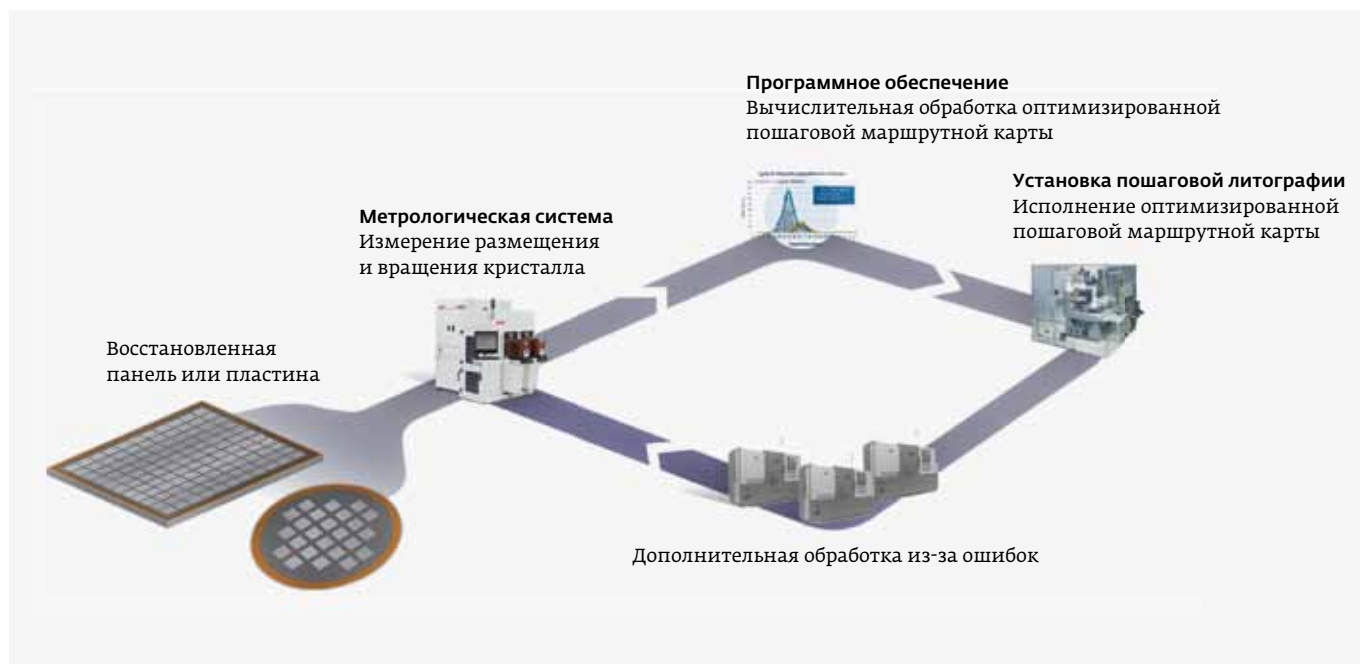 Программное обеспечение
Вычислительная обработка оптимизированной
пошаговой маршрутной карты
Установка пошаговой литографии
Исполнение оптимизированной
пошаговой маршрутной карты
Метрологическая система
Измерение размещения
и вращения кристалла
Восстановленная
панель или пластина
Дополнительная обработка из-за ошибок